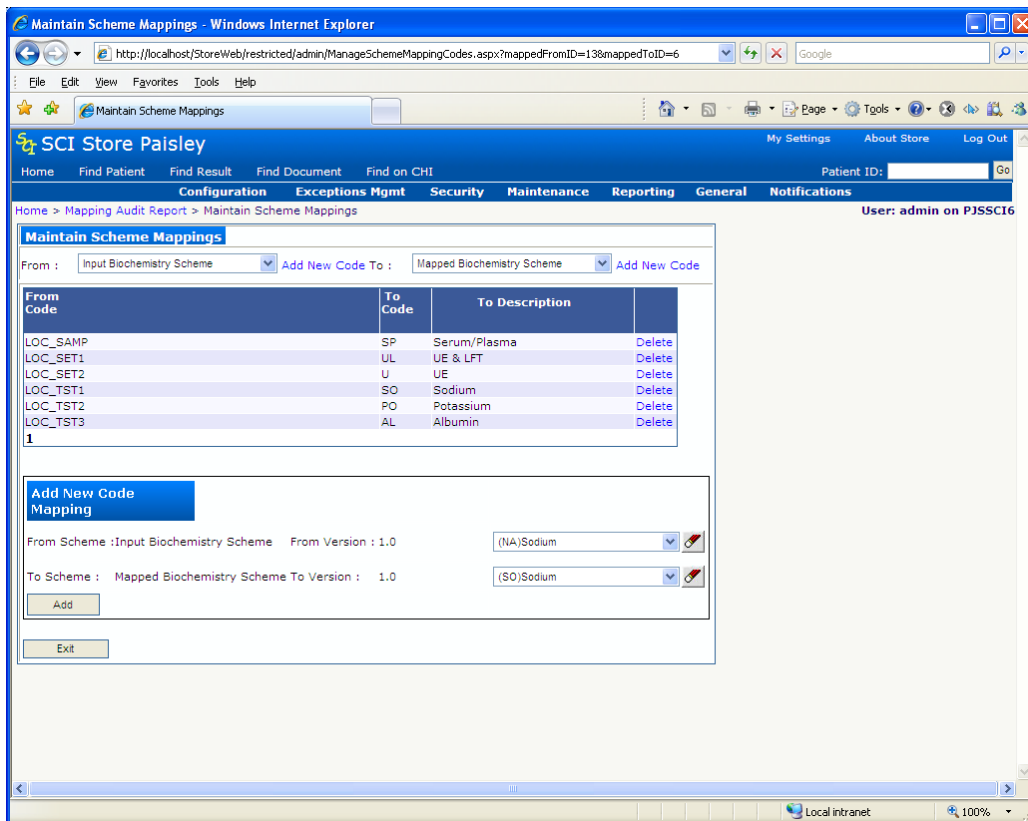 Maintain Scheme Mappings - Windows Internet Explorer
http://localhost/StoreWeb/restricted/admin/ManageSchemeMappingCodes.aspx?mappedFromID=13&mappedToID=6
Google
File Edit View Favorites Tools Help
Maintain Scheme Mappings
Page Tools
SCI Store Paisley
My Settings About Store Log Out
Home Find Patient Find Result Find Document Find on CHI Patient ID: Go
Configuration Exceptions Mgmt Security Maintenance Reporting General Notifications
Home > Mapping Audit Report > Maintain Scheme Mappings User: admin on PJSSCI6
Maintain Scheme Mappings
From : Input Biochemistry Scheme Add New Code To : Mapped Biochemistry Scheme Add New Code
From Code To Code To Description
LOC_SAMP SP Serum/Plasma Delete
LOC_SET1 UL UE & LFT Delete
LOC_SET2 U UE Delete
LOC_TST1 SO Sodium Delete
LOC_TST2 PO Potassium Delete
LOC_TST3 AL Albumin Delete
1
Add New Code
Mapping
From Scheme :Input Biochemistry Scheme From Version : 1.0 (NA)Sodium
To Scheme : Mapped Biochemistry Scheme To Version : 1.0 (SO)Sodium
Add
Exit
Local intranet 100%